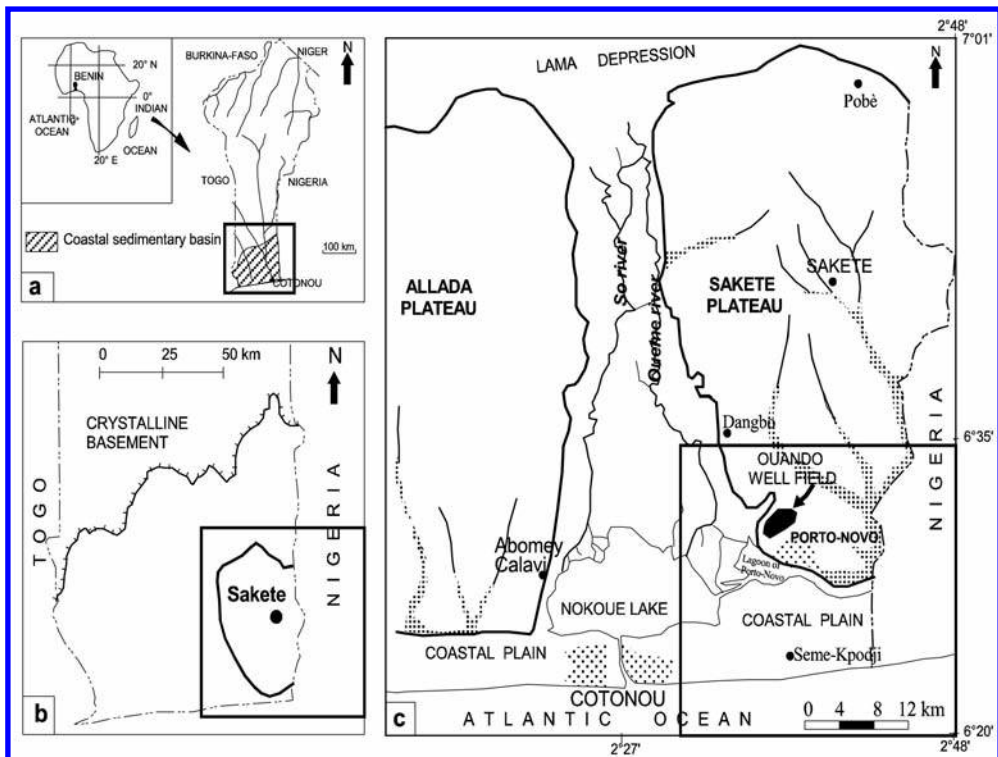 N
BURKINA-FASO
NIGER
20° N
BENIN
0°
INDIAN
ATLANTIC
OCEAN
OCEAN
20° E
TOGO
NIGERIA
Coastal sedimentary basin
100 km
COTONOU
a
0 25 50 km
N
CRYSTALLINE
BASEMENT
TOGO
NIGERIA
Sakete
b
2°48'
7°01'
LAMA DEPRESSION
N
Pobè
So river
Oueme river
SAKETE
ALLADA
PLATEAU
SAKETE
PLATEAU
NIGERIA
Dangbo
6°35'
OUANDO
WELL FIELD
PORTO-NOVO
Abomey
Calavi
Lagoon of
Porto-Novo
NOKOUE LAKE
COASTAL PLAIN
COASTAL PLAIN
Seme-Kpodji
COTONOU
0 4 8 12 km
c
ATLANTIC OCEAN
6°20'
2°27'
2°48'